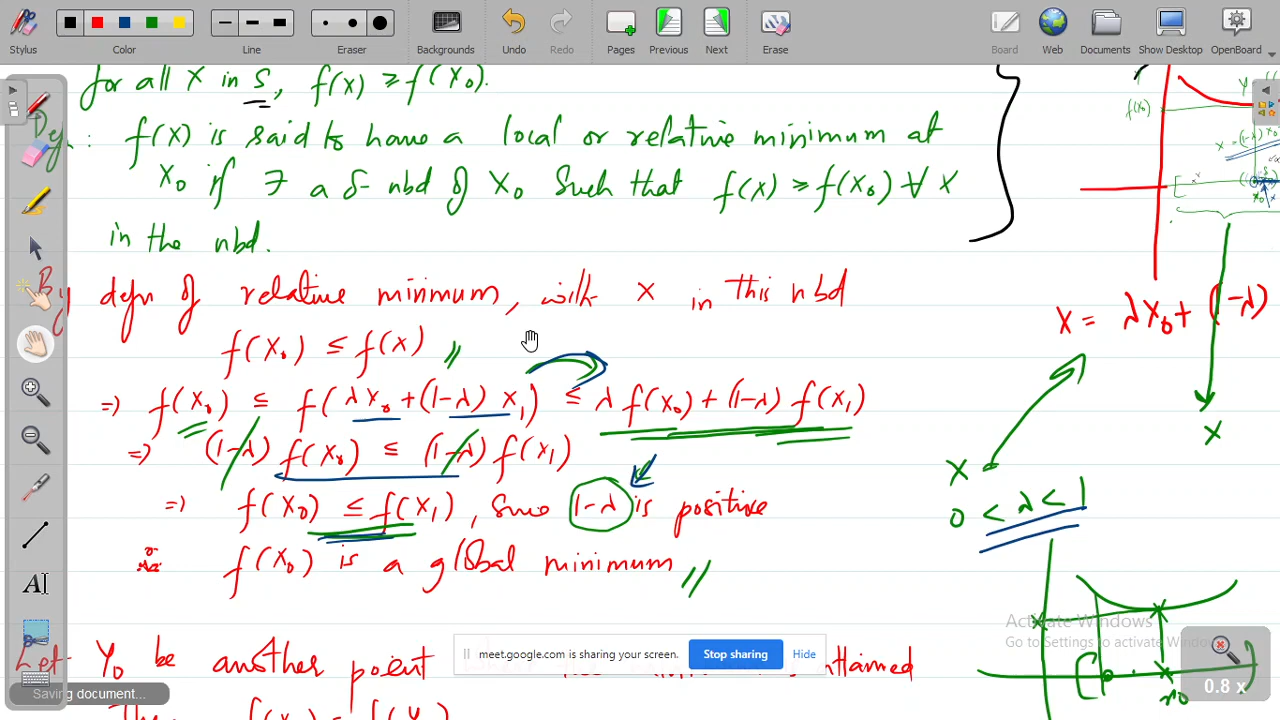 Stylus Color Line Eraser Backgrounds Undo Redo Pages Previous Next Erase Board Web Documents Show Desktop OpenBoard
for all X in S, f(X) ≥ f(X₀).
Defn: f(X) is said to have a local or relative minimum at
X₀ if ∃ a δ- nbd of X₀ such that f(X) ≥ f(X₀) ∀ X
in the nbd.
By defn of relative minimum, with X in this nbd
f(X₀) ≤ f(X) //
=> f(X₀) ≤ f(λX₀+(1-λ)X₁) ≤ λf(X₀)+(1-λ)f(X₁)
=> (1-λ) f(X₀) ≤ (1-λ) f(X₁)
=> f(X₀) ≤ f(X₁), since 1-λ is positive
∴ f(X₀) is a global minimum //
Let Y₀ be another point
attained
f(X₀)
X = λX₀+(1-λ)
X
X
0 < λ < 1
x₀
Activate Windows
Go to Settings to activate Windows.
meet.google.com is sharing your screen. Stop sharing Hide
Saving document...
0.8 x